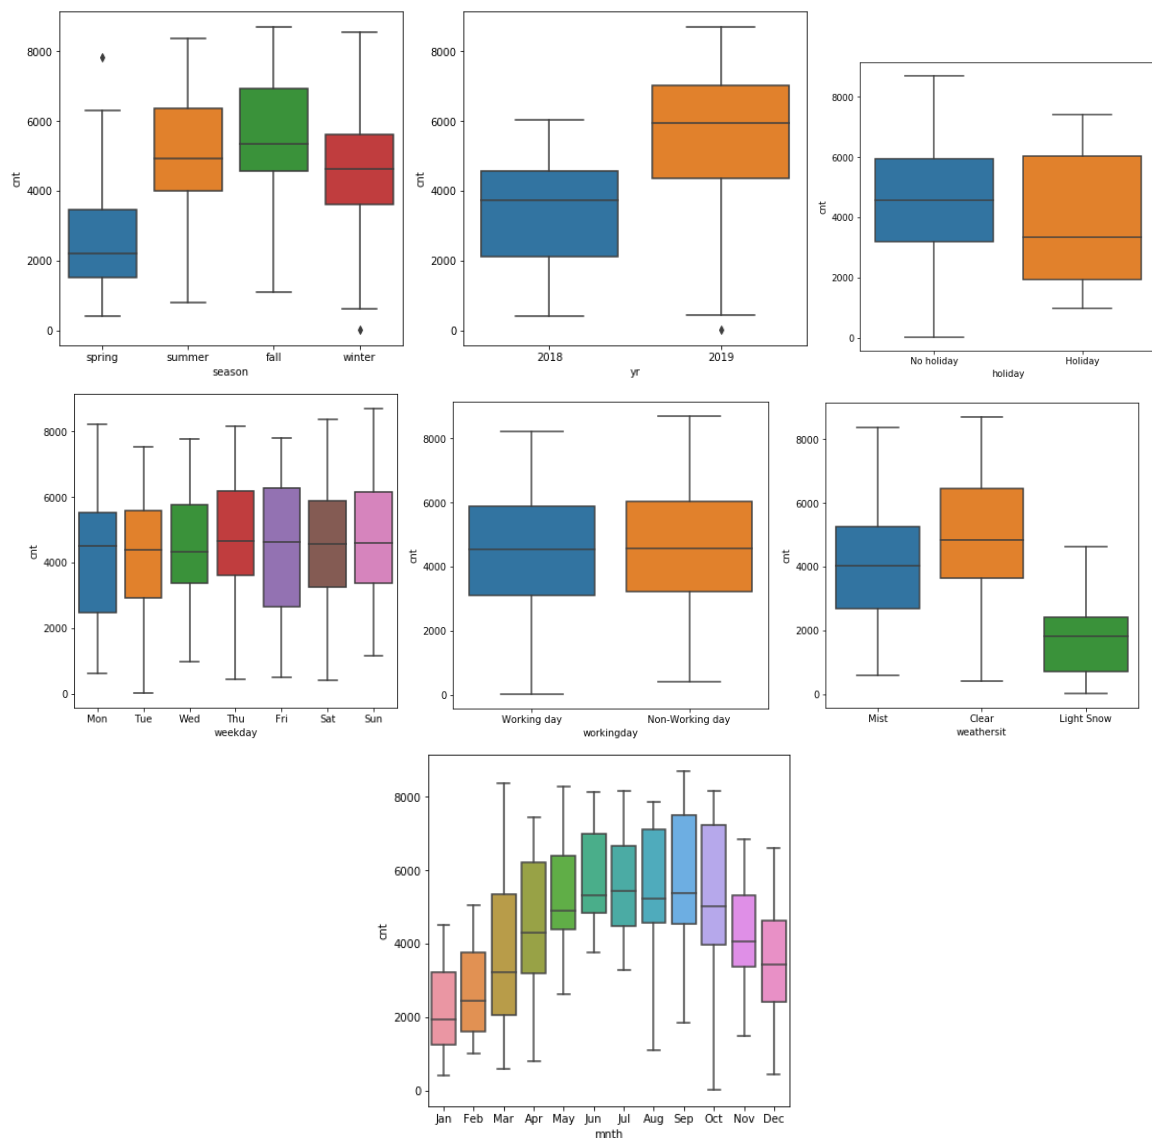 8000
6000
4000
2000
0
cnt
spring summer fall winter
season
8000
6000
4000
2000
0
cnt
2018 2019
yr
8000
6000
4000
2000
0
cnt
No holiday Holiday
holiday
8000
6000
4000
2000
0
cnt
Mon Tue Wed Thu Fri Sat Sun
weekday
8000
6000
4000
2000
0
cnt
Working day Non-Working day
workingday
8000
6000
4000
2000
0
cnt
Mist Clear Light Snow
weathersit
8000
6000
4000
2000
0
cnt
Jan Feb Mar Apr May Jun Jul Aug Sep Oct Nov Dec
mnth